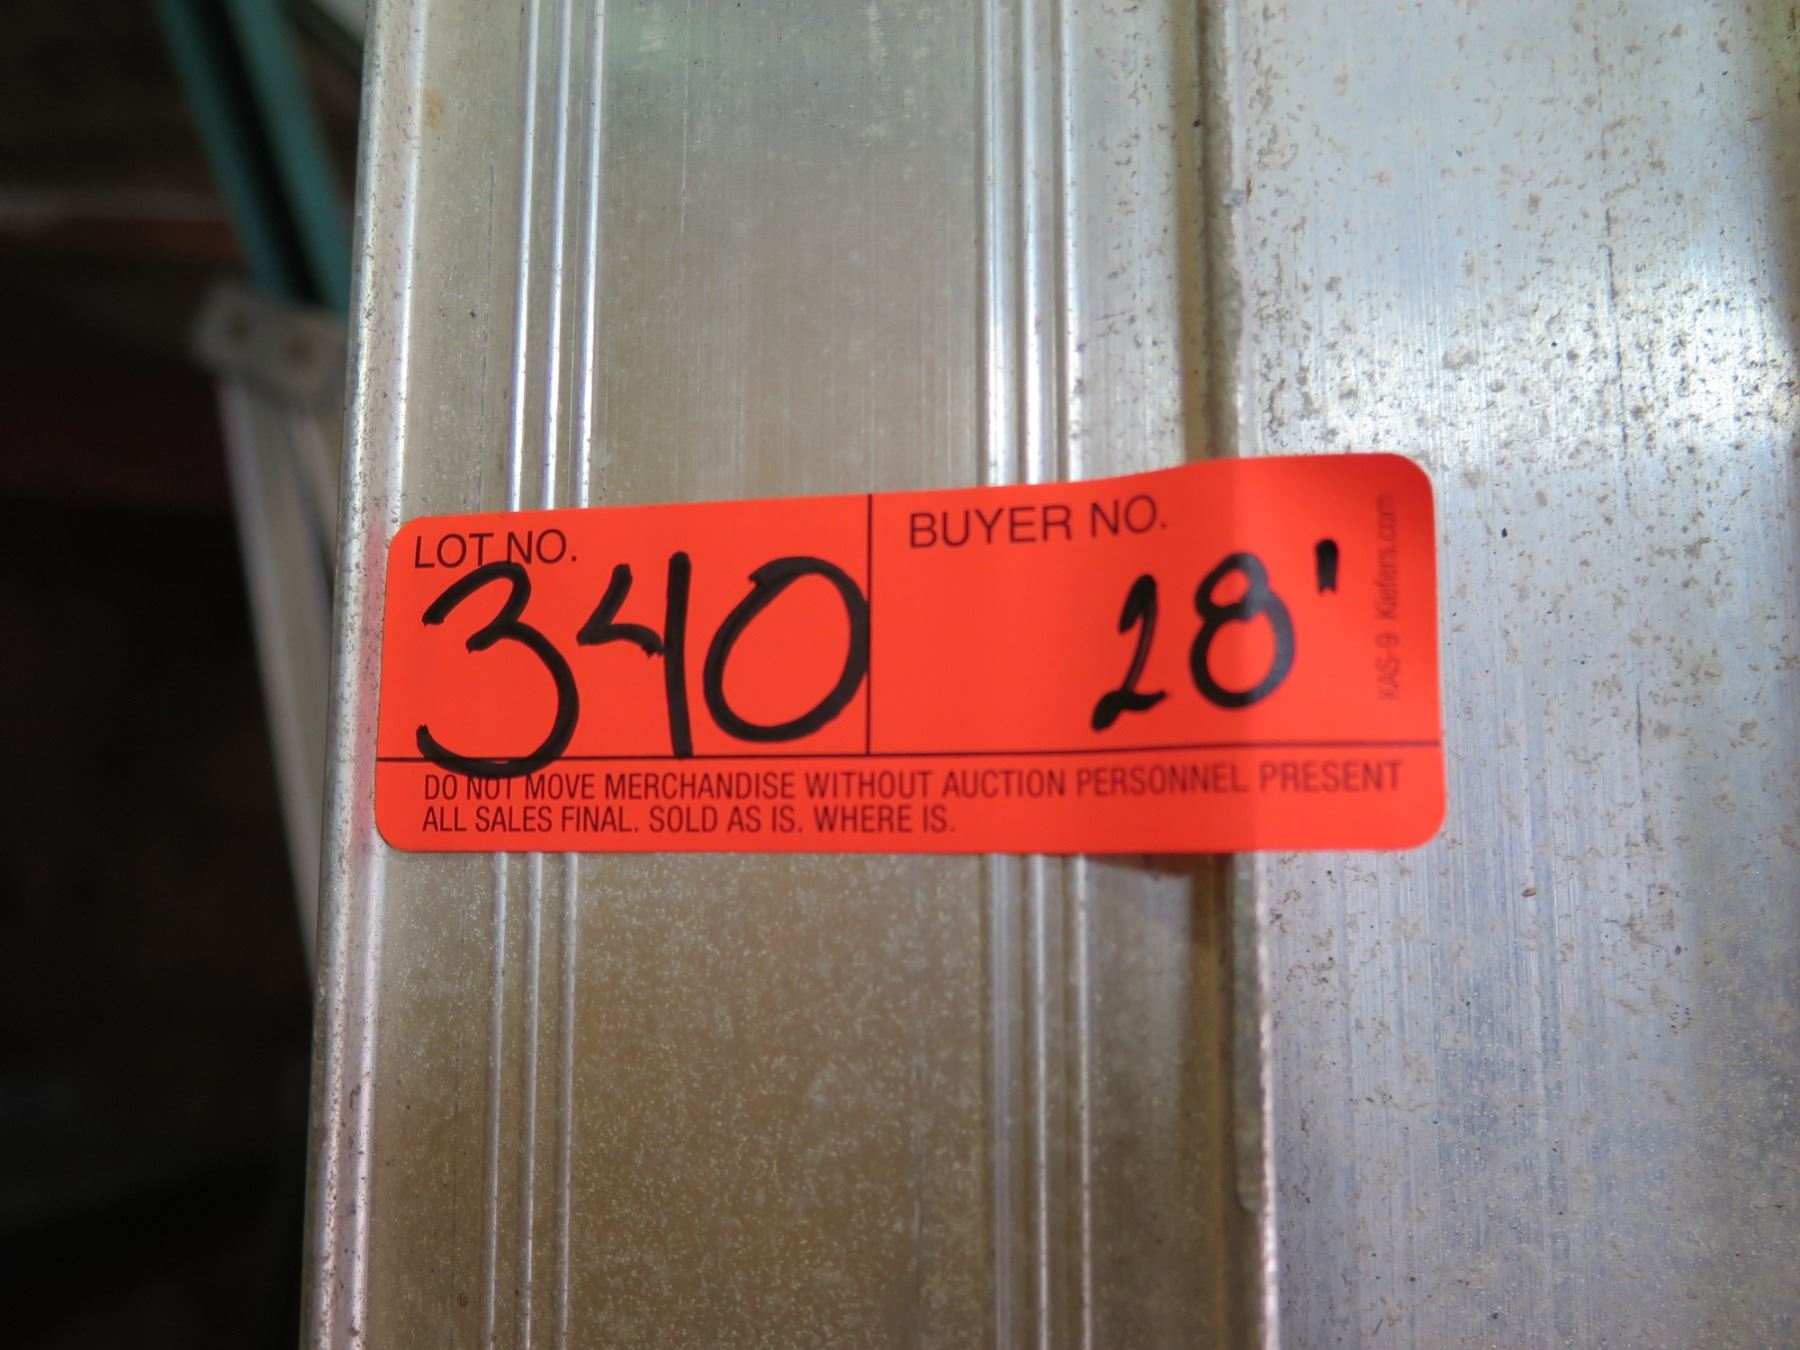 LOT NO.
340
BUYER NO.
28'
KAS-9 Kiefers.com
DO NOT MOVE MERCHANDISE WITHOUT AUCTION PERSONNEL PRESENT
ALL SALES FINAL. SOLD AS IS. WHERE IS.